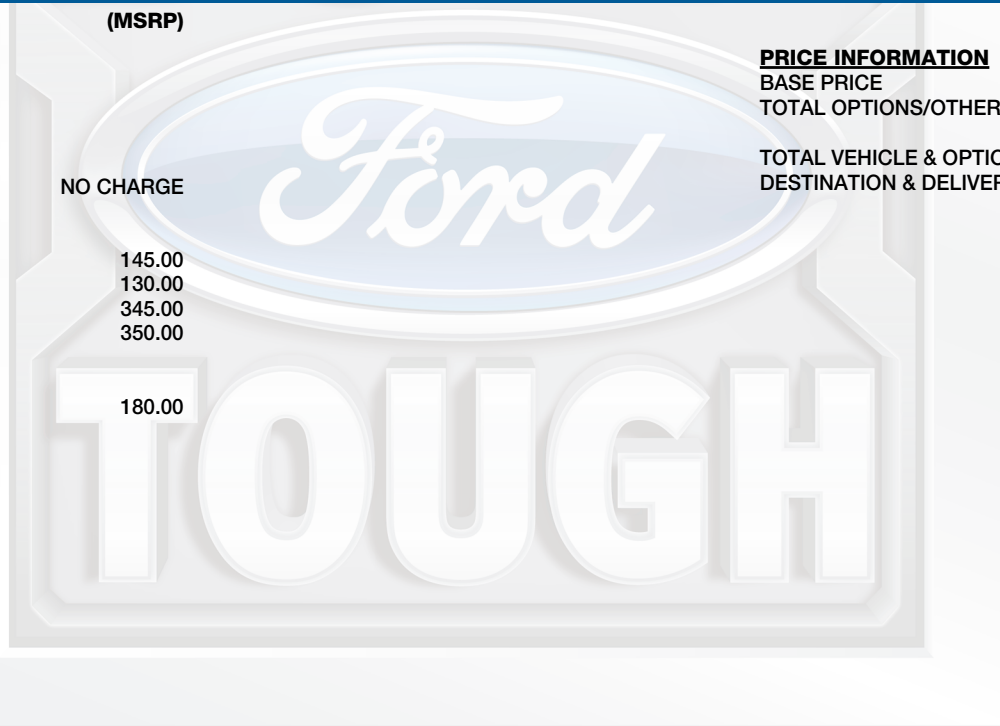 (MSRP)
NO CHARGE
145.00
130.00
345.00
350.00
180.00
PRICE INFORMATION
BASE PRICE
TOTAL OPTIONS/OTHER
TOTAL VEHICLE & OPTIO
DESTINATION & DELIVER
Ford
TOUGH